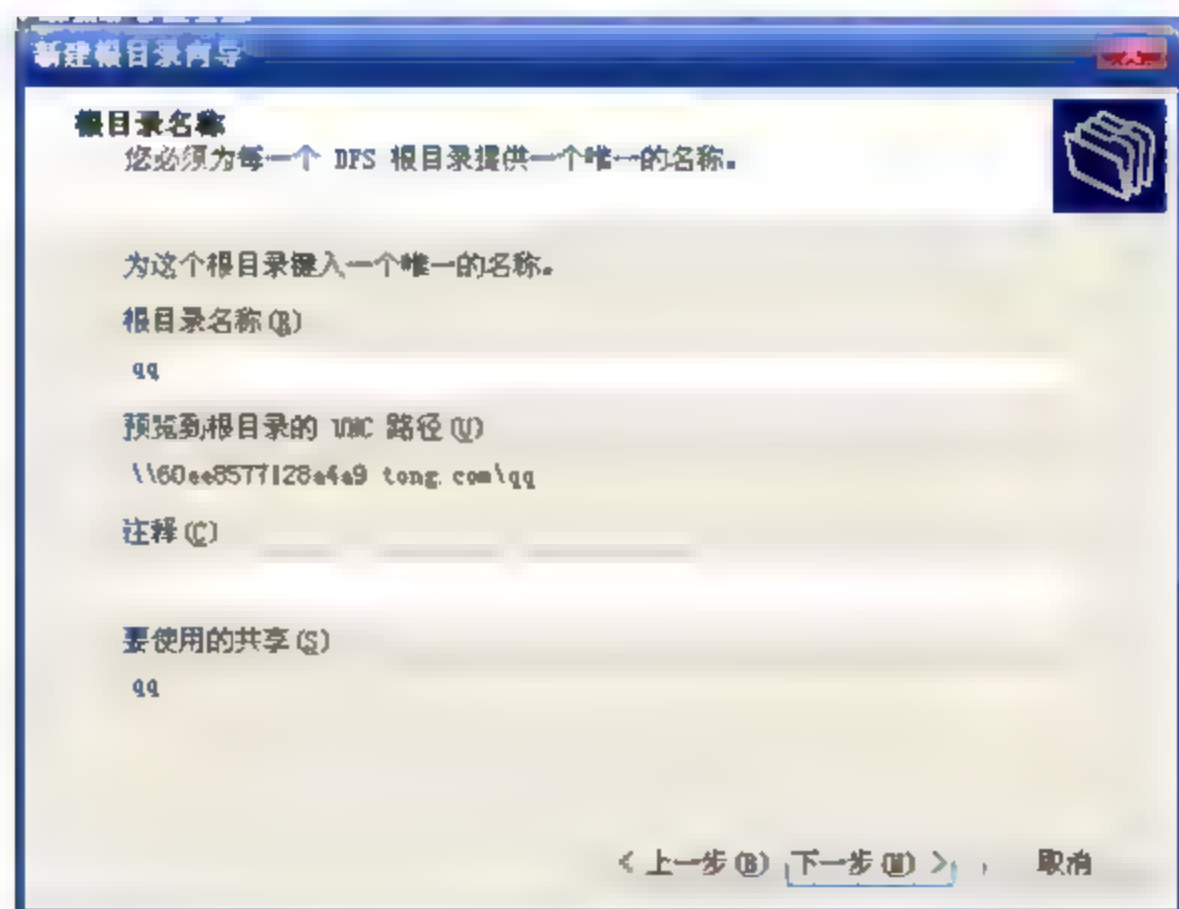 新建根目录向导
根目录名称
您必须为每一个 DFS 根目录提供一个唯一的名称。
为这个根目录键入一个唯一的名称。
根目录名称(R)
qq
预览到根目录的 UNC 路径(U)
\\60ee8577128a4a9 tong.com\qq
注释(C)
要使用的共享(S)
qq
< 上一步(B) 下一步(N) > 取消